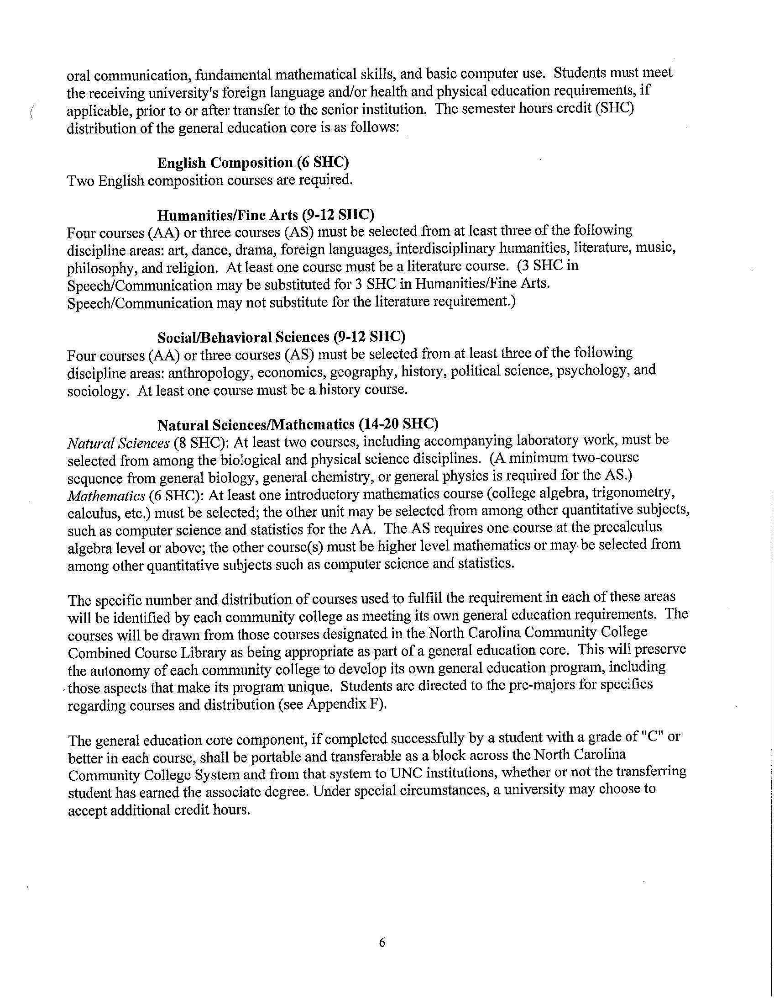 oral communication, fundamental mathematical skills, and basic computer use.  Students must meet
the receiving university's foreign language and/or health and physical education requirements, if
applicable, prior to or after transfer to the senior institution.  The semester hours credit (SHC)
distribution of the general education core is as follows:
English Composition (6 SHC)
Two English composition courses are required.
Humanities/Fine Arts (9-12 SHC)
Four courses (AA) or three courses (AS) must be selected from at least three of the following
discipline areas: art, dance, drama, foreign languages, interdisciplinary humanities, literature, music,
philosophy, and religion.  At least one course must be a literature course.  (3 SHC in
Speech/Communication may be substituted for 3 SHC in Humanities/Fine Arts.
Speech/Communication may not substitute for the literature requirement.)
Social/Behavioral Sciences (9-12 SHC)
Four courses (AA) or three courses (AS) must be selected from at least three of the following
discipline areas: anthropology, economics, geography, history, political science, psychology, and
sociology.  At least one course must be a history course.
Natural Sciences/Mathematics (14-20 SHC)
Natural Sciences (8 SHC): At least two courses, including accompanying laboratory work, must be
selected from among the biological and physical science disciplines.  (A minimum two-course
sequence from general biology, general chemistry, or general physics is required for the AS.)
Mathematics (6 SHC): At least one introductory mathematics course (college algebra, trigonometry,
calculus, etc.) must be selected; the other unit may be selected from among other quantitative subjects,
such as computer science and statistics for the AA.  The AS requires one course at the precalculus
algebra level or above; the other course(s) must be higher level mathematics or may be selected from
among other quantitative subjects such as computer science and statistics.
The specific number and distribution of courses used to fulfill the requirement in each of these areas
will be identified by each community college as meeting its own general education requirements.  The
courses will be drawn from those courses designated in the North Carolina Community College
Combined Course Library as being appropriate as part of a general education core.  This will preserve
the autonomy of each community college to develop its own general education program, including
those aspects that make its program unique.  Students are directed to the pre-majors for specifics
regarding courses and distribution (see Appendix F).
The general education core component, if completed successfully by a student with a grade of "C" or
better in each course, shall be portable and transferable as a block across the North Carolina
Community College System and from that system to UNC institutions, whether or not the transferring
student has earned the associate degree. Under special circumstances, a university may choose to
accept additional credit hours.
6